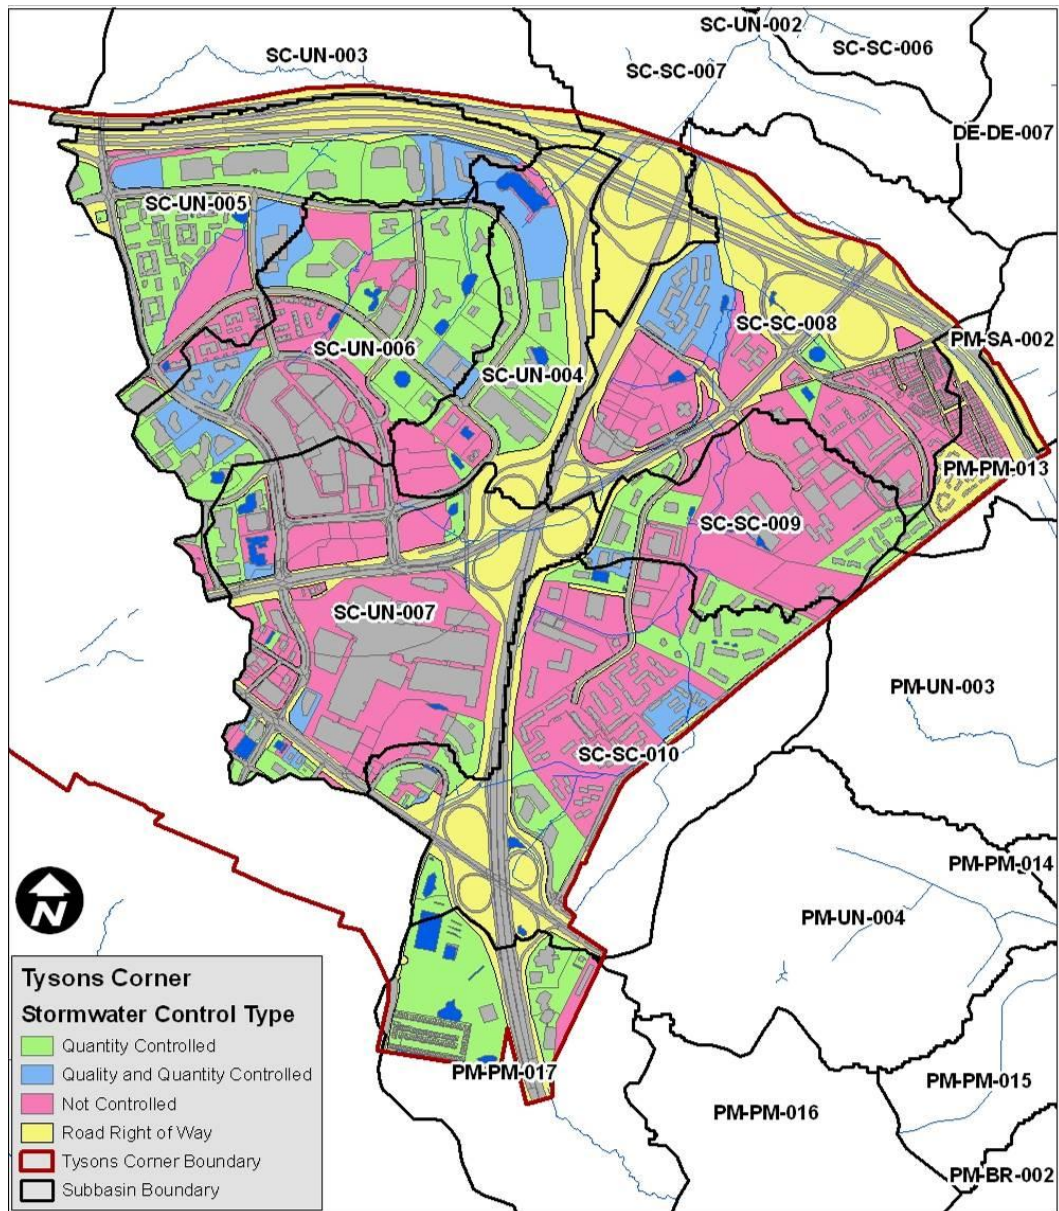 SC-UN-002
SC-SC-006
SC-UN-003
SC-SC-007
DE-DE-007
SC-UN-005
SC-SC-008
PM-SA-002
SC-UN-006
SC-UN-004
PM-PM-013
SC-SC-009
SC-UN-007
PM-UN-003
SC-SC-010
PM-PM-014
PM-UN-004
N
Tysons Corner
Stormwater Control Type
Quantity Controlled
Quality and Quantity Controlled
Not Controlled
Road Right of Way
Tysons Corner Boundary
Subbasin Boundary
PM-PM-017
PM-PM-015
PM-PM-016
PM-BR-002